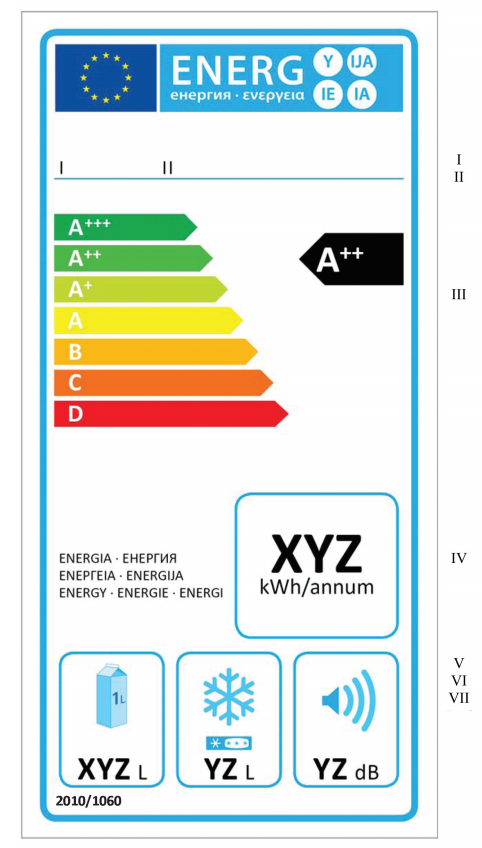 ENERG Y IJA
енергия · ενεργεια IE IA
I II
I
II
A+++
A++
A++
A+
III
A
B
C
D
XYZ
kWh/annum
ENERGIA · ЕНЕРГИЯ
ΕΝΕΡΓΕΙΑ · ENERGIJA
ENERGY · ENERGIE · ENERGI
IV
V
VI
VII
1L
XYZ L
YZ L
YZ dB
2010/1060